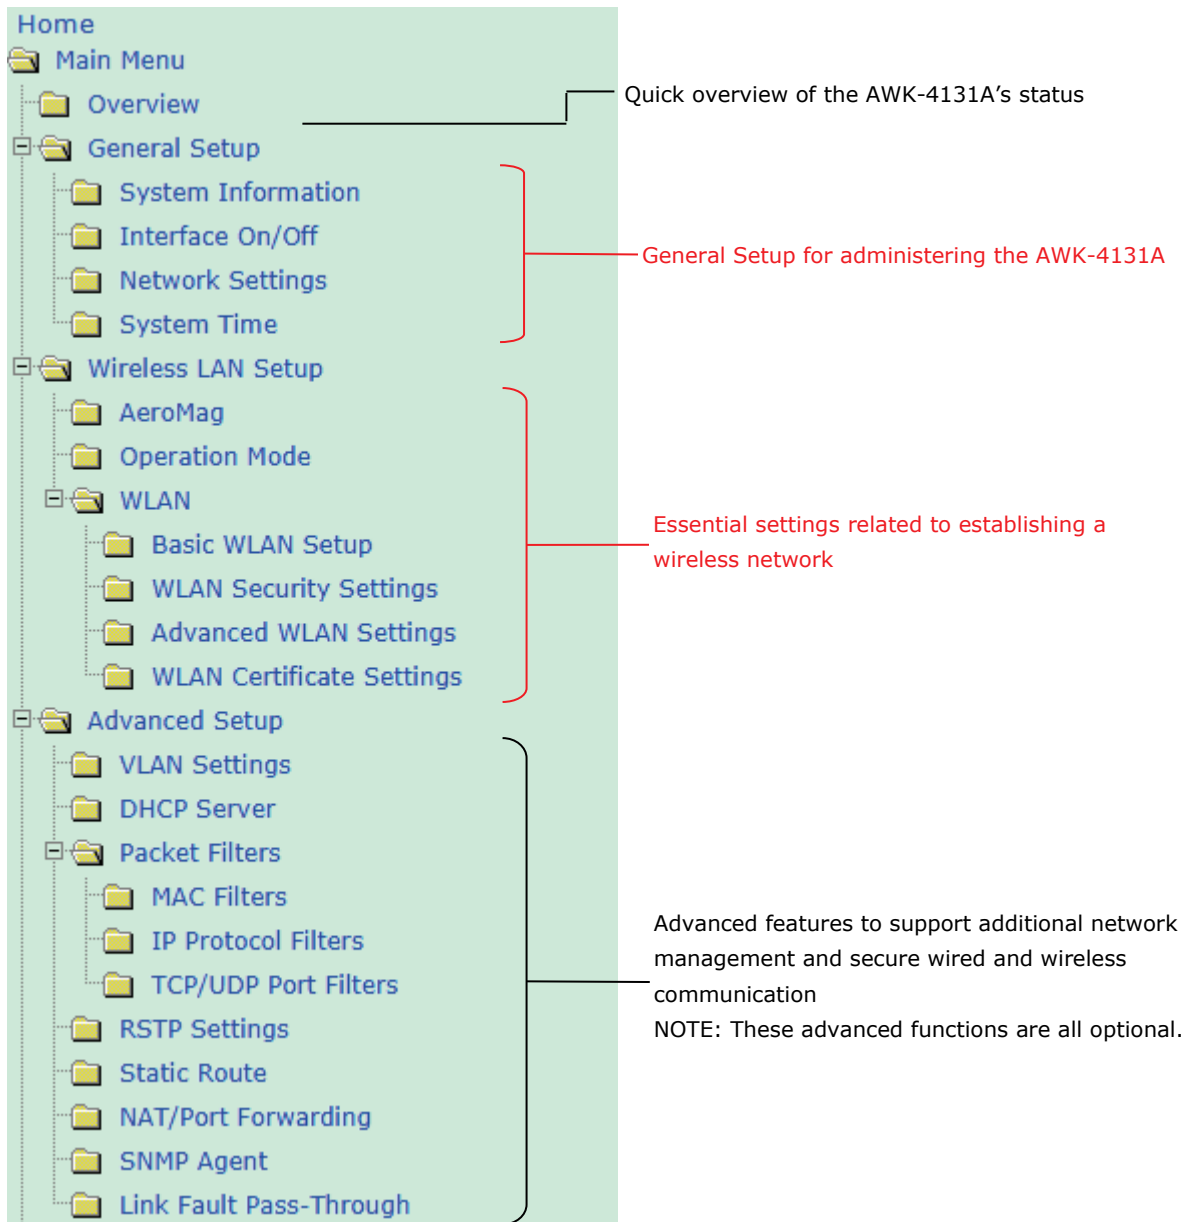 Home
Main Menu
Overview
Quick overview of the AWK-4131A’s status
General Setup
System Information
Interface On/Off
Network Settings
System Time
General Setup for administering the AWK-4131A
Wireless LAN Setup
AeroMag
Operation Mode
WLAN
Basic WLAN Setup
WLAN Security Settings
Advanced WLAN Settings
WLAN Certificate Settings
Essential settings related to establishing a
wireless network
Advanced Setup
VLAN Settings
DHCP Server
Packet Filters
MAC Filters
IP Protocol Filters
TCP/UDP Port Filters
RSTP Settings
Static Route
NAT/Port Forwarding
SNMP Agent
Link Fault Pass-Through
Advanced features to support additional network
management and secure wired and wireless
communication
NOTE: These advanced functions are all optional.